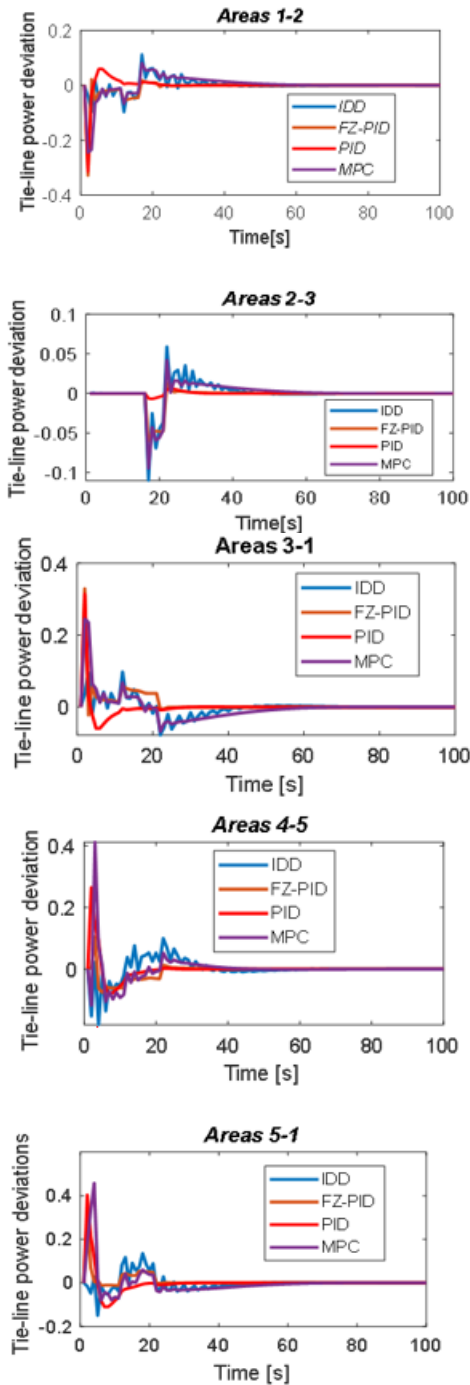 Areas 1-2
Tie-line power deviation
0.2
0
-0.2
-0.4
IDD
FZ-PID
PID
MPC
0 20 40 60 80 100
Time[s]
Areas 2-3
Tie-line power deviation
0.1
0.05
0
-0.05
-0.1
IDD
FZ-PID
PID
MPC
0 20 40 60 80 100
Time[s]
Areas 3-1
Tie-line power deviation
0.4
0.2
0
IDD
FZ-PID
PID
MPC
0 20 40 60 80 100
Time [s]
Areas 4-5
Tie-line power deviation
0.4
0.2
0
IDD
FZ-PID
PID
MPC
0 20 40 60 80 100
Time [s]
Areas 5-1
Tie-line power deviations
0.4
0.2
0
-0.2
IDD
FZ-PID
PID
MPC
0 20 40 60 80 100
Time [s]